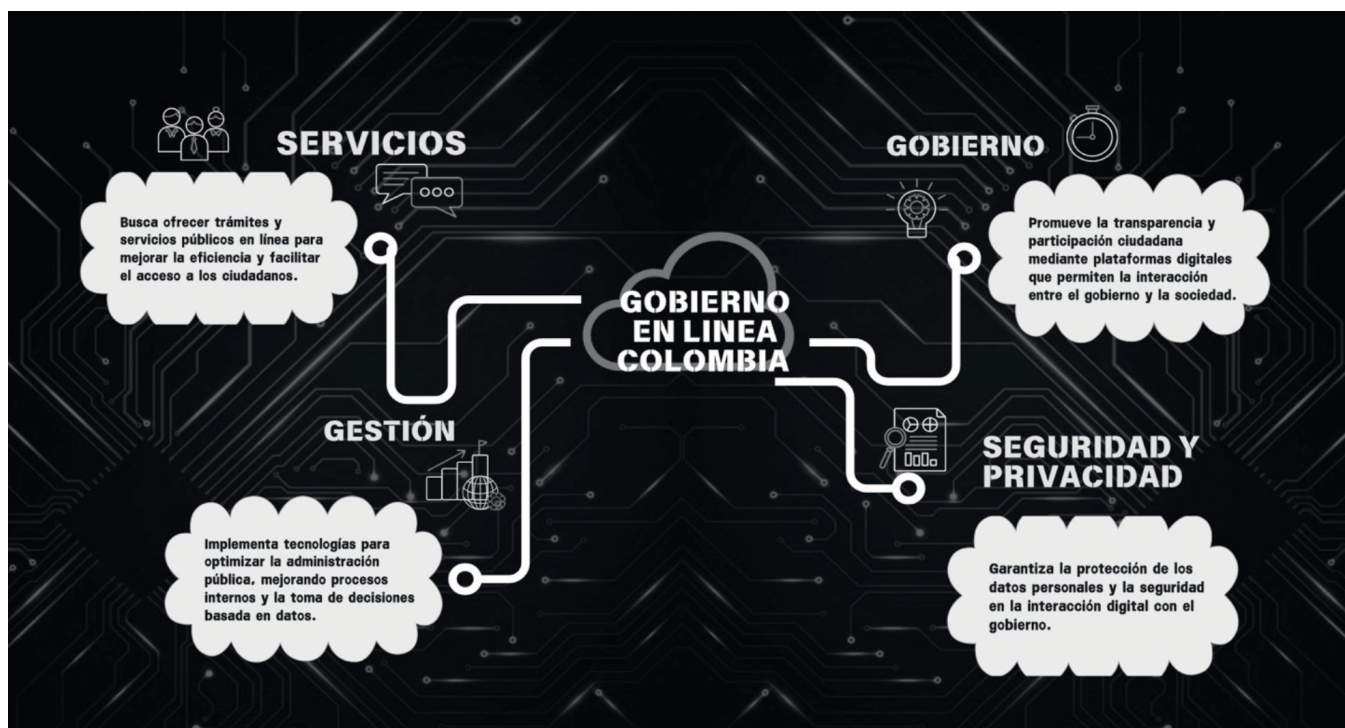 SERVICIOS
Busca ofrecer trámites y
servicios públicos en línea para
mejorar la eficiencia y facilitar
el acceso a los ciudadanos.
GOBIERNO
Promueve la transparencia y
participación ciudadana
mediante plataformas digitales
que permiten la interacción
entre el gobierno y la sociedad.
GOBIERNO
EN LINEA
COLOMBIA
GESTIÓN
Implementa tecnologías para
optimizar la administración
pública, mejorando procesos
internos y la toma de decisiones
basada en datos.
SEGURIDAD Y
PRIVACIDAD
Garantiza la protección de los
datos personales y la seguridad
en la interacción digital con el
gobierno.